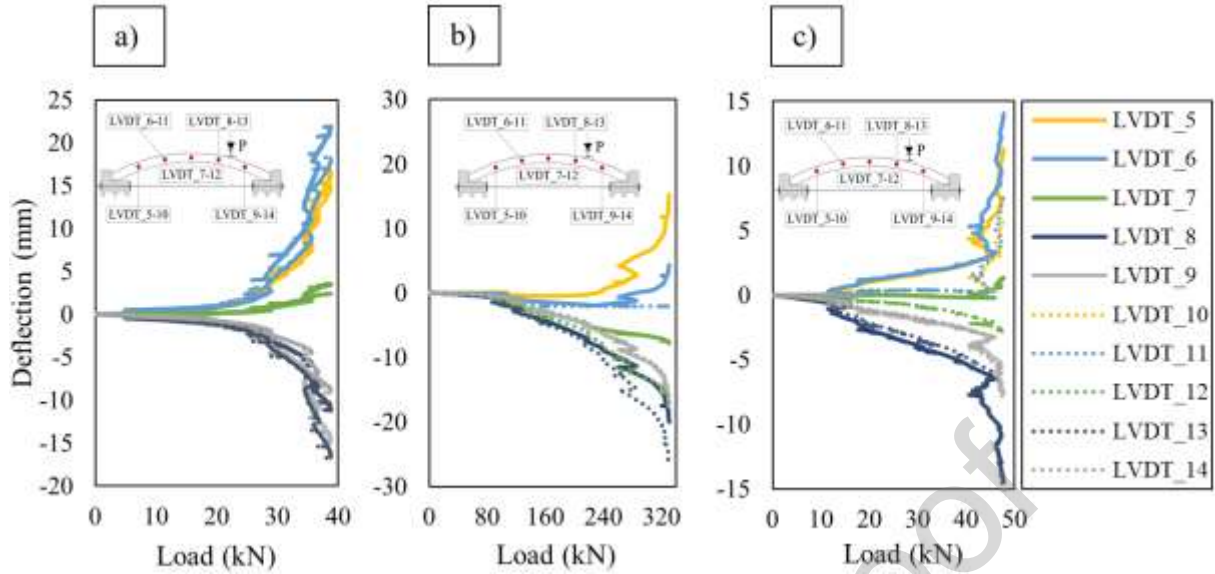 a)
b)
c)
25
20
15
10
5
0
-5
-10
-15
-20
Deflection (mm)
0 10 20 30 40
Load (kN)
LVDT_6-11
LVDT_8-13
P
LVDT_7-12
LVDT_5-10
LVDT_9-14
30
20
10
0
-10
-20
-30
0 80 160 240 320
Load (kN)
LVDT_6-11
LVDT_8-13
P
LVDT_7-12
LVDT_5-10
LVDT_9-14
15
10
5
0
-5
-10
-15
0 10 20 30 40 50
Load (kN)
LVDT_6-11
LVDT_8-13
P
LVDT_7-12
LVDT_5-10
LVDT_9-14
LVDT_5
LVDT_6
LVDT_7
LVDT_8
LVDT_9
LVDT_10
LVDT_11
LVDT_12
LVDT_13
LVDT_14